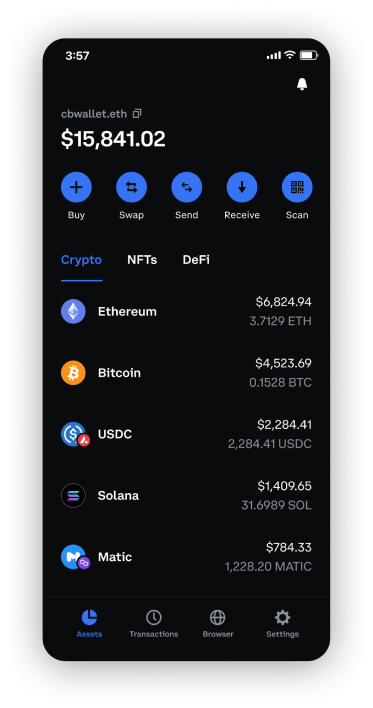 3:57
cbwallet.eth
$15,841.02
Buy Swap Send Receive Scan
Crypto NFTs DeFi
Ethereum $6,824.94
3.7129 ETH
Bitcoin $4,523.69
0.1528 BTC
USDC $2,284.41
2,284.41 USDC
Solana $1,409.65
31.6989 SOL
Matic $784.33
1,228.20 MATIC
Assets Transactions Browser Settings